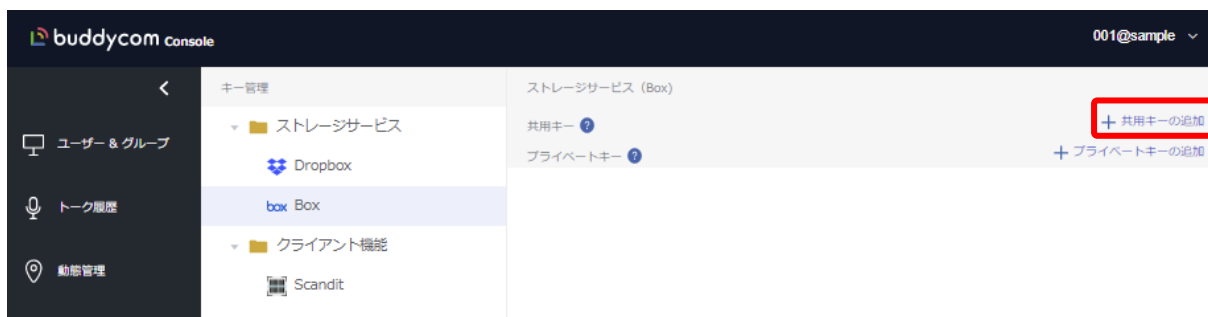 buddycom Console
001@sample
キー管理
ストレージサービス (Box)
ストレージサービス
共用キー ?
+ 共用キーの追加
ユーザー & グループ
プライベートキー ?
+ プライベートキーの追加
Dropbox
トーク履歴
box Box
クライアント機能
動態管理
Scandit